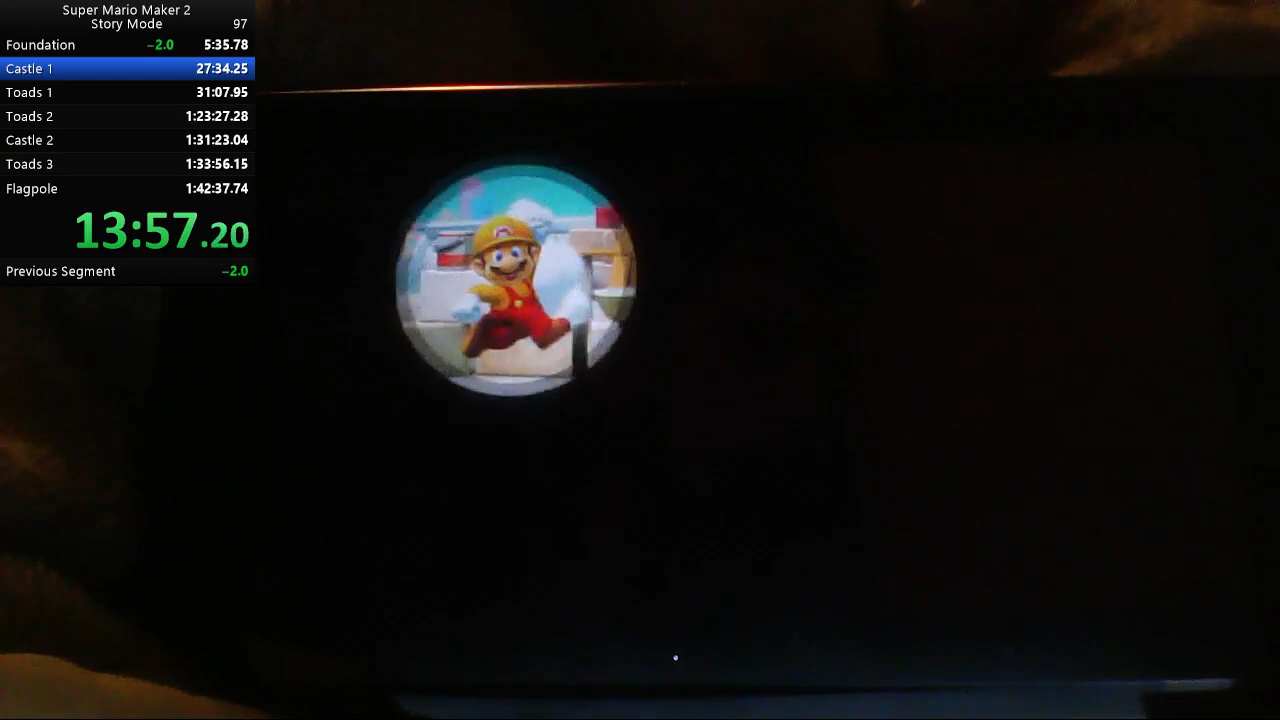 Super Mario Maker 2
Story Mode 97
Foundation −2.0 5:35.78
Castle 1 27:34.25
Toads 1 31:07.95
Toads 2 1:23:27.28
Castle 2 1:31:23.04
Toads 3 1:33:56.15
Flagpole 1:42:37.74
13:57.20
Previous Segment −2.0